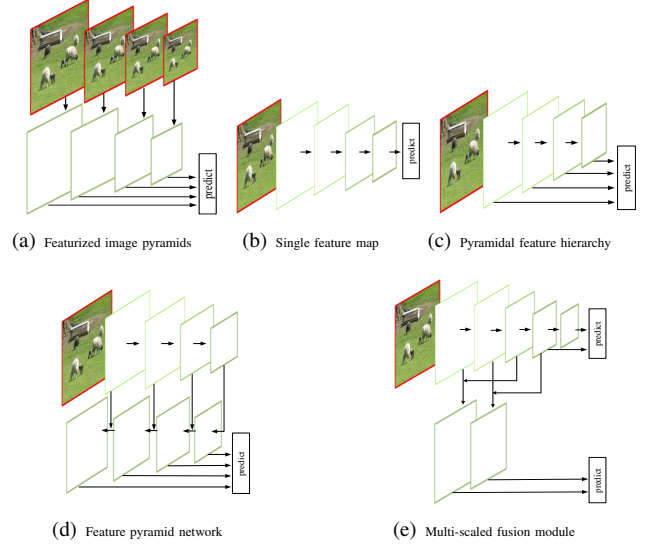 predict
(a) Featurized image pyramids
predict
(b) Single feature map
predict
(c) Pyramidal feature hierarchy
predict
(d) Feature pyramid network
predict
predict
(e) Multi-scaled fusion module